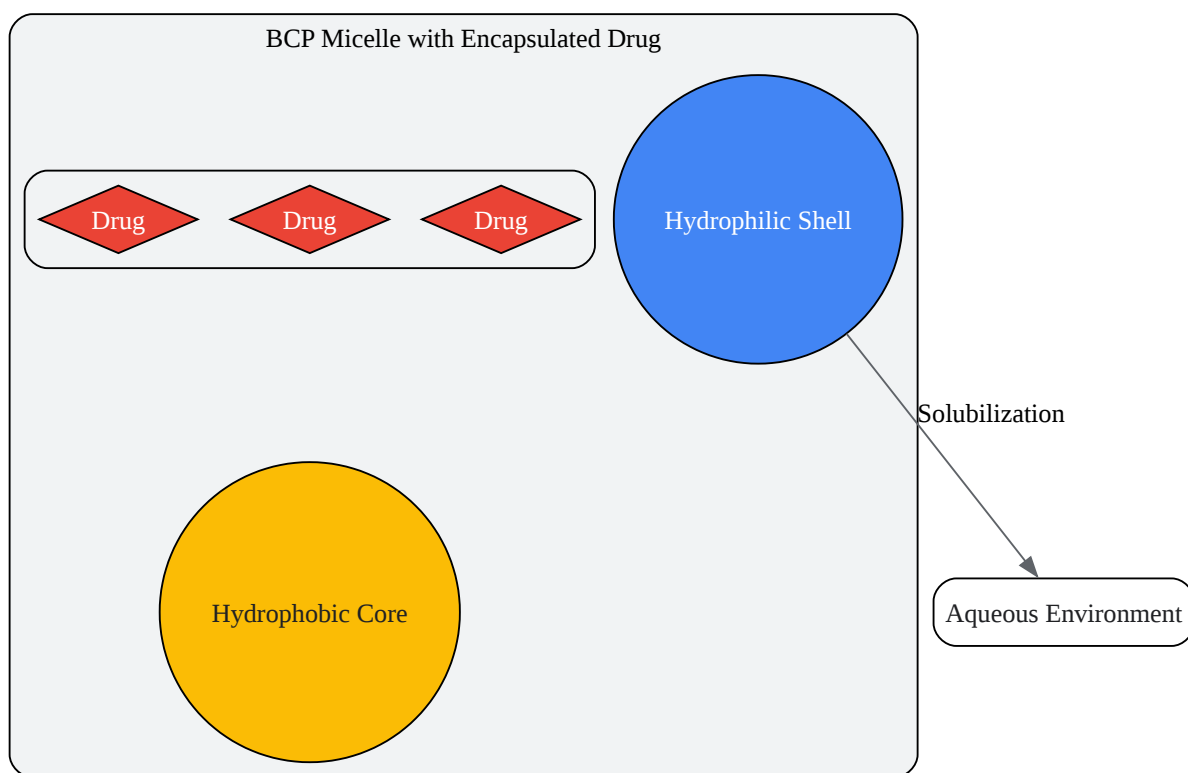 BCP Micelle with Encapsulated Drug
Drug
Drug
Drug
Hydrophilic Shell
Solubilization
Hydrophobic Core
Aqueous Environment